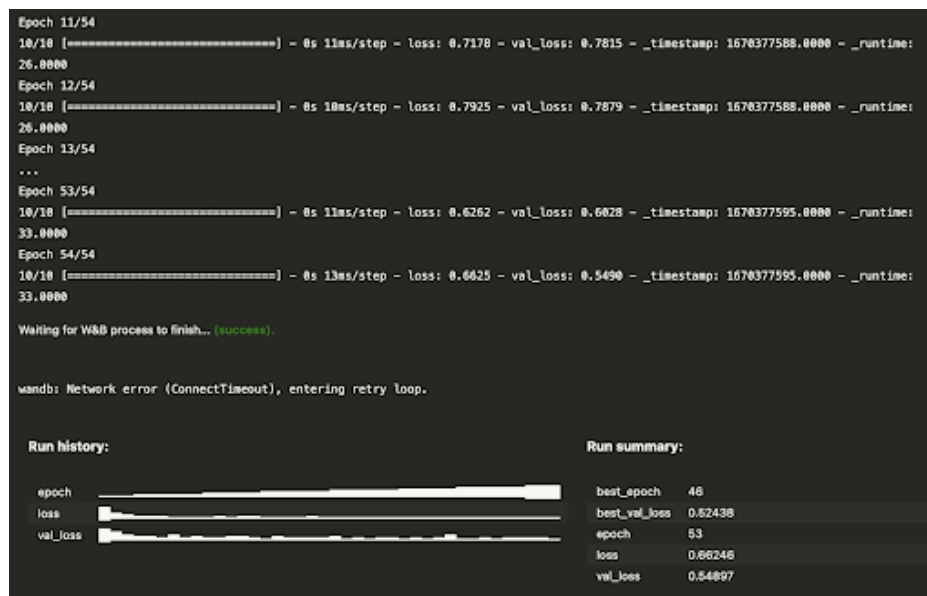 Epoch 11/54
10/10 [==============================] - 0s 11ms/step - loss: 0.7178 - val_loss: 0.7815 - _timestamp: 1670377588.0000 - _runtime:
26.0000
Epoch 12/54
10/10 [==============================] - 0s 10ms/step - loss: 0.7925 - val_loss: 0.7879 - _timestamp: 1670377588.0000 - _runtime:
26.0000
Epoch 13/54
...
Epoch 53/54
10/10 [==============================] - 0s 11ms/step - loss: 0.6262 - val_loss: 0.6028 - _timestamp: 1670377595.0000 - _runtime:
33.0000
Epoch 54/54
10/10 [==============================] - 0s 13ms/step - loss: 0.6625 - val_loss: 0.5490 - _timestamp: 1670377595.0000 - _runtime:
33.0000
Waiting for W&B process to finish... (success).
wandb: Network error (ConnectTimeout), entering retry loop.
Run history:
epoch
loss
val_loss
Run summary:
best_epoch 46
best_val_loss 0.52438
epoch 53
loss 0.66246
val_loss 0.54897